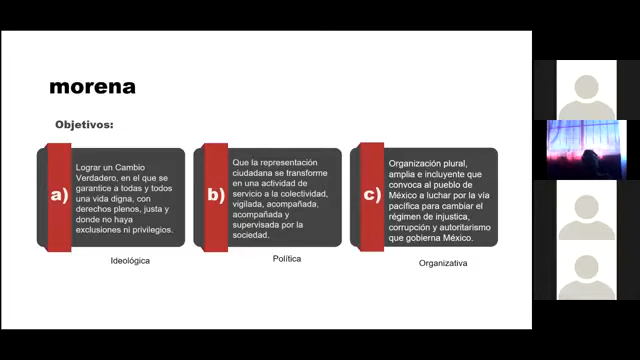 morena
Objetivos:
a)
Lograr un Cambio
Verdadero, en el que se
garantice a todas y todos
una vida digna, con
derechos plenos, justa y
donde no haya
exclusiones ni privilegios.
Ideológica
b)
Que la representación
ciudadana se transforme
en una actividad de
servicio a la colectividad,
vigilada, acompañada,
acompañada y
supervisada por la
sociedad.
Política
c)
Organización plural,
amplia e incluyente que
convoca al pueblo de
México a luchar por la vía
pacífica para cambiar el
régimen de injustica,
corrupción y autoritarismo
que gobierna México.
Organizativa